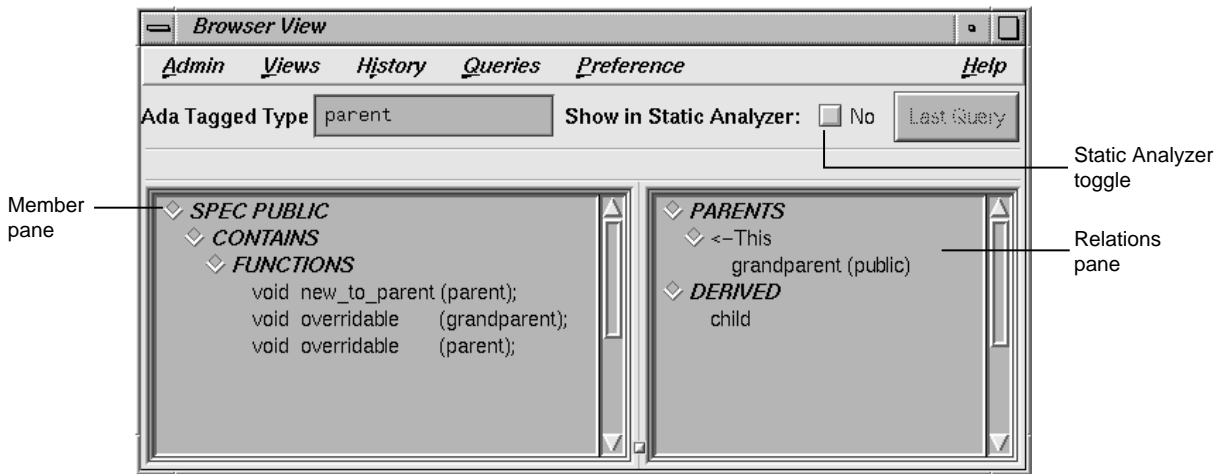 Browser View
Admin Views History Queries Preference Help
Ada Tagged Type parent Show in Static Analyzer: No Last Query
Static Analyzer
toggle
Member
pane
SPEC PUBLIC
CONTAINS
FUNCTIONS
void new_to_parent (parent);
void overridable (grandparent);
void overridable (parent);
PARENTS
<–This
grandparent (public)
DERIVED
child
Relations
pane